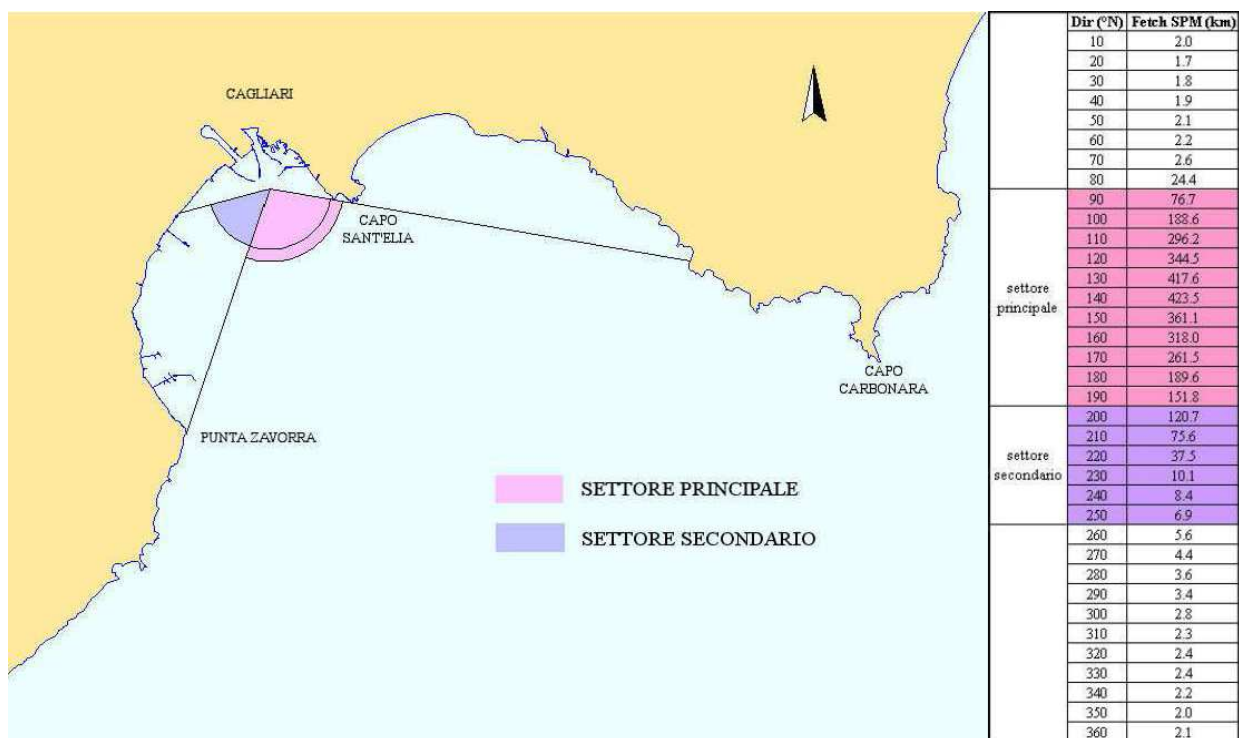 CAGLIARI
CAPO
SANT'ELIA
CAPO
CARBONARA
PUNTA ZAVORRA
SETTORE PRINCIPALE
SETTORE SECONDARIO
Dir (°N) Fetch SPM (km)
10 2.0
20 1.7
30 1.8
40 1.9
50 2.1
60 2.2
70 2.6
80 24.4
settore
principale
90 76.7
100 188.6
110 296.2
120 344.5
130 417.6
140 423.5
150 361.1
160 318.0
170 261.5
180 189.6
190 151.8
settore
secondario
200 120.7
210 75.6
220 37.5
230 10.1
240 8.4
250 6.9
260 5.6
270 4.4
280 3.6
290 3.4
300 2.8
310 2.3
320 2.4
330 2.4
340 2.2
350 2.0
360 2.1